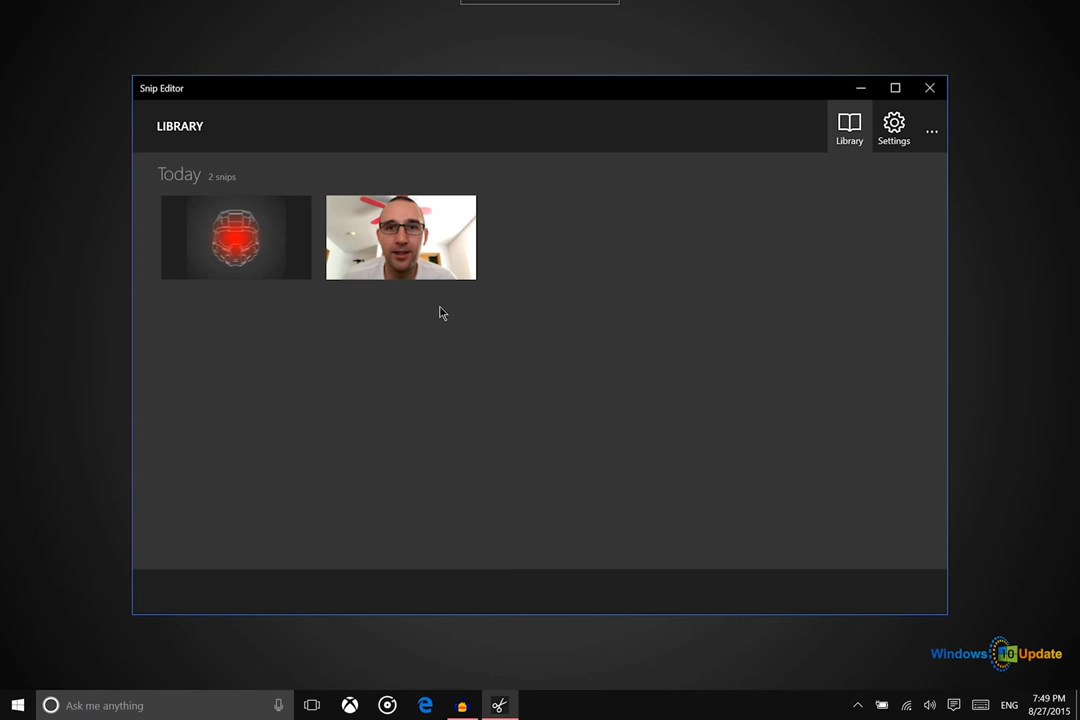 Snip Editor
LIBRARY
Library
Settings
...
Today 2 snips
Windows 10 Update
Ask me anything
ENG
7:49 PM
8/27/2015